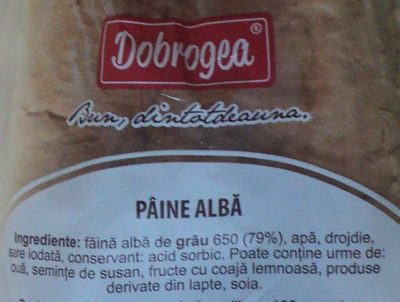 Dobrogea®
Bun, dintotdeauna.
PÂINE ALBĂ
Ingrediente: făină albă de grâu 650 (79%), apă, drojdie,
sare iodată, conservant: acid sorbic. Poate conține urme de:
ouă, semințe de susan, fructe cu coajă lemnoasă, produse
derivate din lapte, soia.